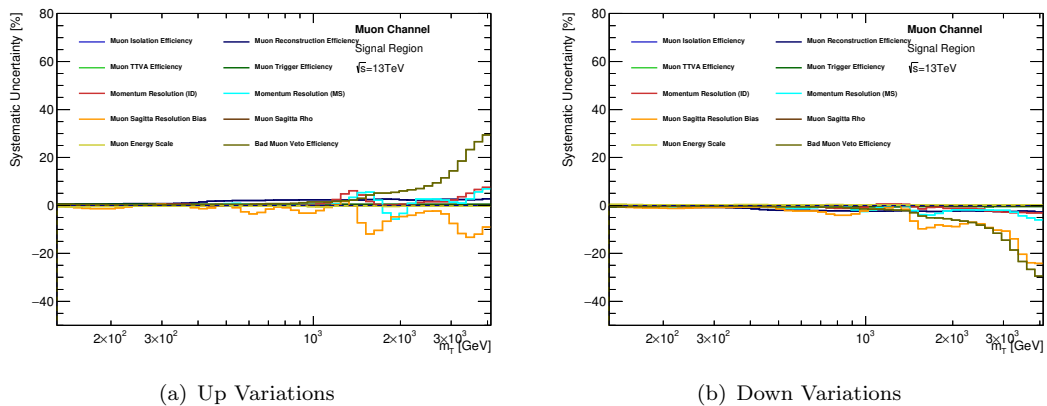 Systematic Uncertainty [%]
80
60
40
20
0
−20
−40
Muon Channel
Signal Region
√s=13TeV
Muon Isolation Efficiency
Muon Reconstruction Efficiency
Muon TTVA Efficiency
Muon Trigger Efficiency
Momentum Resolution (ID)
Momentum Resolution (MS)
Muon Sagitta Resolution Bias
Muon Sagitta Rho
Muon Energy Scale
Bad Muon Veto Efficiency
2×10² 3×10² 10³ 2×10³ 3×10³
m_T [GeV]
(a) Up Variations
Systematic Uncertainty [%]
80
60
40
20
0
−20
−40
Muon Channel
Signal Region
√s=13TeV
Muon Isolation Efficiency
Muon Reconstruction Efficiency
Muon TTVA Efficiency
Muon Trigger Efficiency
Momentum Resolution (ID)
Momentum Resolution (MS)
Muon Sagitta Resolution Bias
Muon Sagitta Rho
Muon Energy Scale
Bad Muon Veto Efficiency
2×10² 3×10² 10³ 2×10³ 3×10³
m_T [GeV]
(b) Down Variations